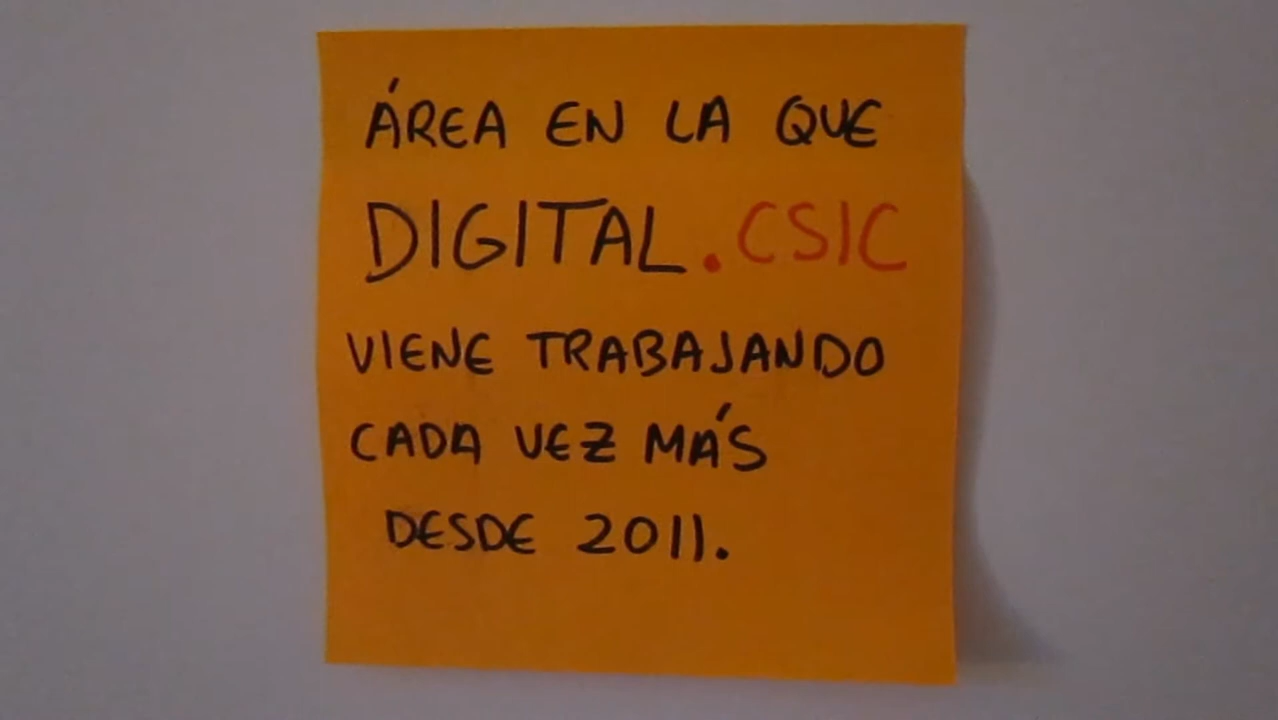 ÁREA EN LA QUE
DIGITAL.CSIC
VIENE TRABAJANDO
CADA VEZ MÁS
DESDE 2011.